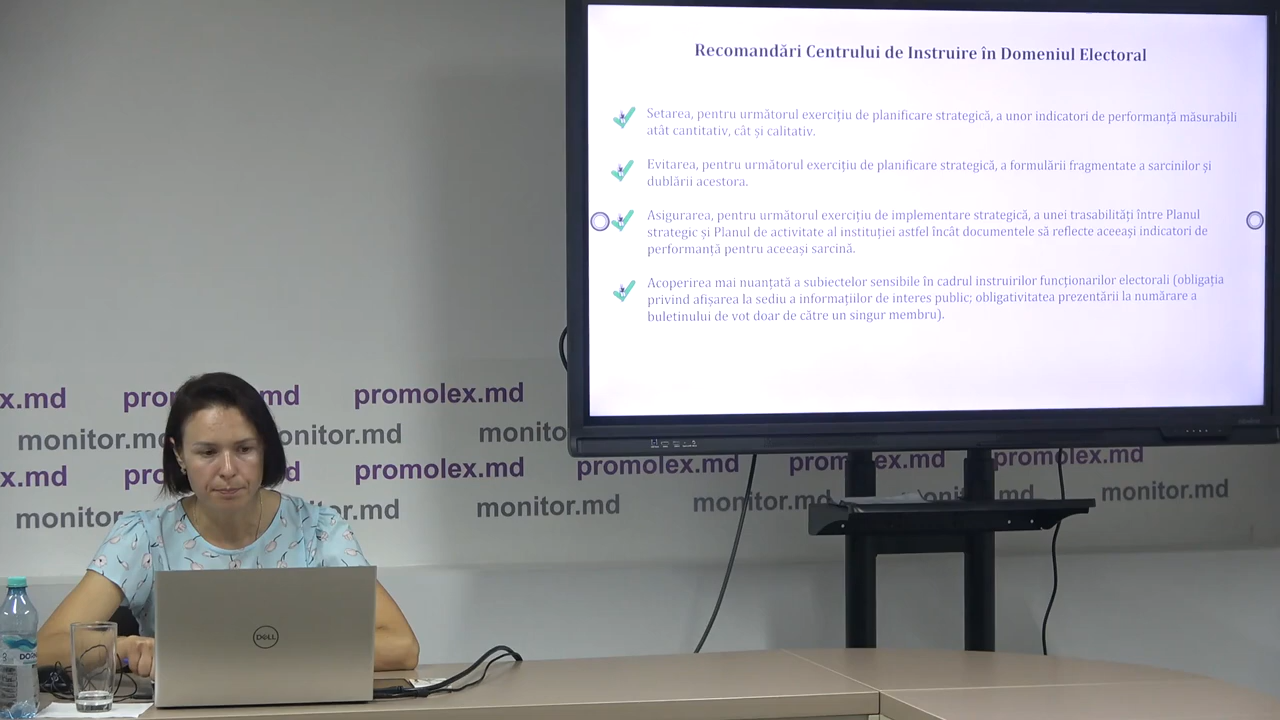 Recomandări Centrului de Instruire în Domeniul Electoral
Setarea, pentru următorul exercițiu de planificare strategică, a unor indicatori de performanță măsurabili
atât cantitativ, cât și calitativ.
Evitarea, pentru următorul exercițiu de planificare strategică, a formulării fragmentate a sarcinilor și
dublării acestora.
Asigurarea, pentru următorul exercițiu de implementare strategică, a unei trasabilități între Planul
strategic și Planul de activitate al instituției astfel încât documentele să reflecte aceeași indicatori de
performanță pentru aceeași sarcină.
Acoperirea mai nuanțată a subiectelor sensibile în cadrul instruirilor funcționarilor electorali (obligația
privind afișarea la sediu a informațiilor de interes public; obligativitatea prezentării la numărare a
buletinului de vot doar de către un singur membru).
x.md promolex.md
monitor.md monitor.md
x.md promolex.md promolex.md promolex.md
monitor.md monitor.md monitor.md
DELL